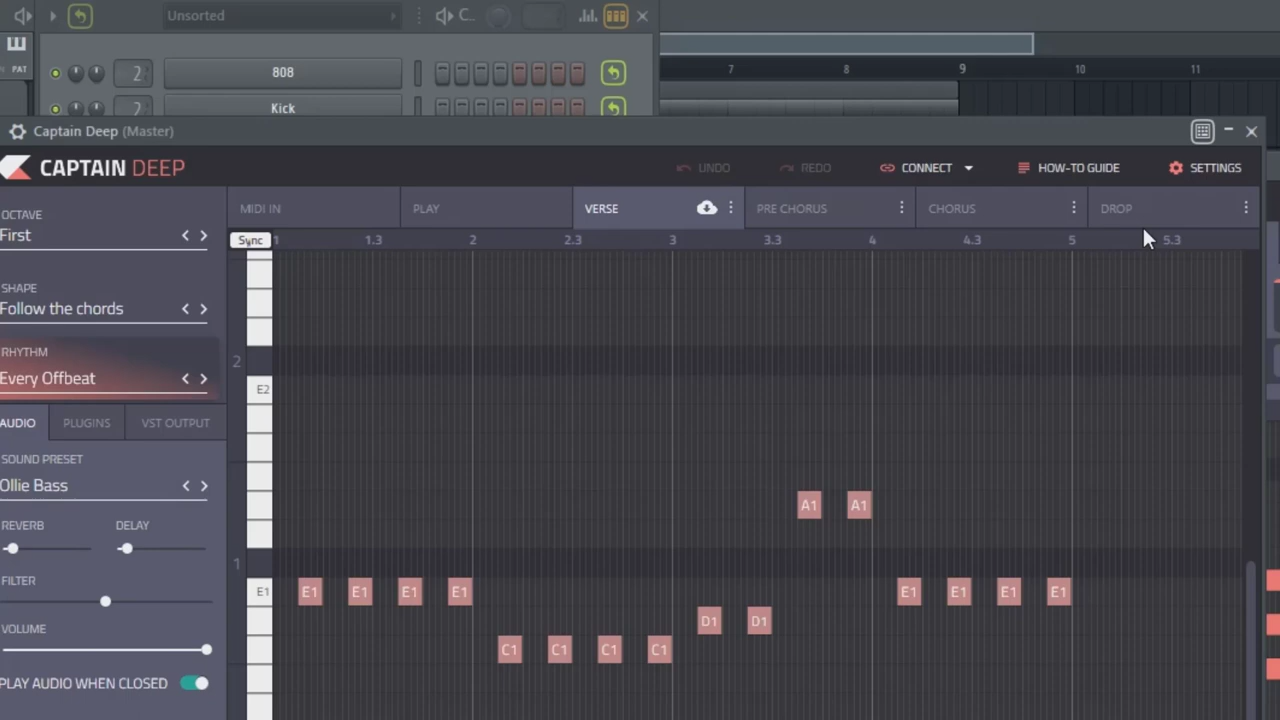 Unsorted
C..
PAT
2 808
7 8 9 10 11
2 Kick
Captain Deep (Master)
CAPTAIN DEEP
UNDO REDO CONNECT HOW-TO GUIDE SETTINGS
MIDI IN PLAY VERSE PRE CHORUS CHORUS DROP
Sync 1 1.3 2 2.3 3 3.3 4 4.3 5 5.3
OCTAVE
First
SHAPE
Follow the chords
RHYTHM
Every Offbeat
AUDIO PLUGINS VST OUTPUT
SOUND PRESET
Ollie Bass
REVERB DELAY
FILTER
VOLUME
PLAY AUDIO WHEN CLOSED
2
E2
A1 A1
1
E1 E1 E1 E1 E1 E1 E1 E1 E1
D1 D1
C1 C1 C1 C1